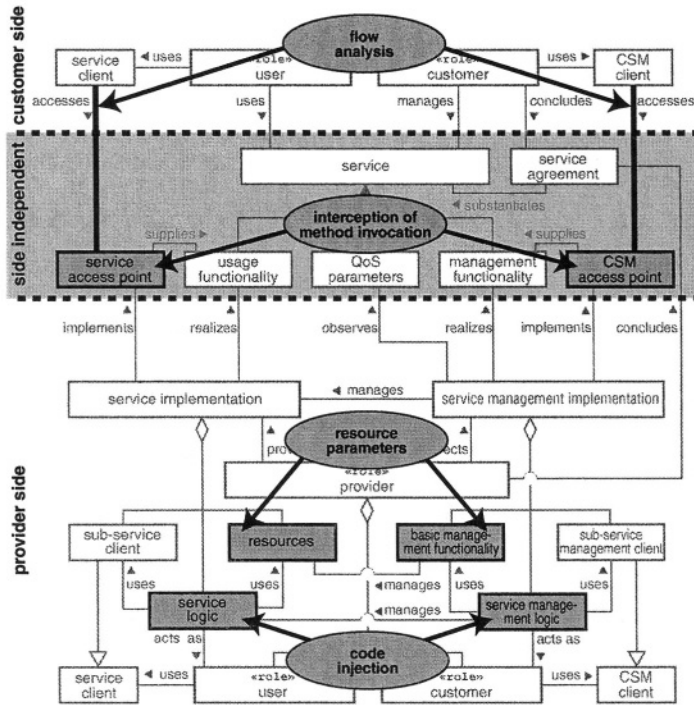 customer side
flow
analysis
service
client
uses
«role»
user
«role»
customer
uses
CSM
client
accesses
uses
manages
concludes
accesses
side independent
service
service
agreement
substantiates
interception of
method invocation
supplies
supplies
service
access point
usage
functionality
QoS
parameters
management
functionality
CSM
access point
implements
realizes
observes
realizes
implements
concludes
provider side
service implementation
manages
service management implementation
resource
parameters
prov
ects
«role»
provider
sub-service
client
resources
basic manage-
ment functionality
sub-service
management client
uses
uses
manages
uses
uses
service
logic
manages
service manage-
ment logic
acts as
acts as
code
injection
service
client
uses
«role»
user
«role»
customer
uses
CSM
client